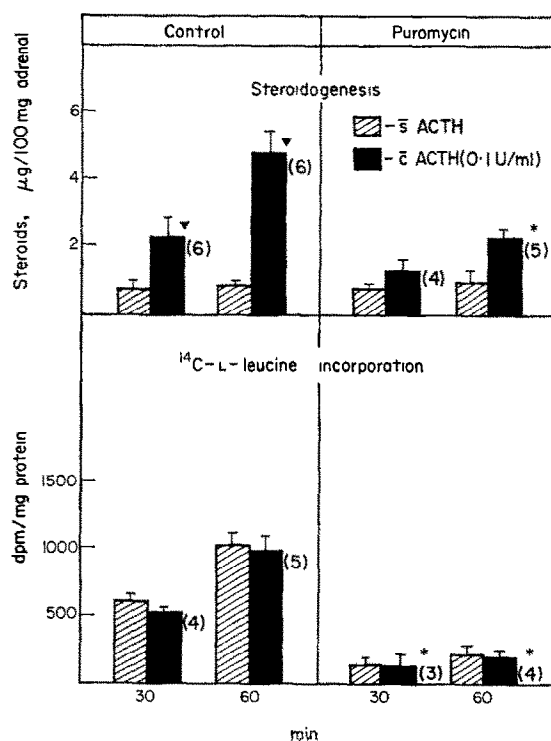 Control Puromycin
Steroidogenesis
Steroids, μg/100 mg adrenal
6
4
2
- s̄ ACTH
- c̄ ACTH(0·1 U/ml)
(6)
(6)
(4)
*
(5)
¹⁴C-L-leucine incorporation
dpm/mg protein
1500
1000
500
(4)
(5)
*
(3)
*
(4)
30 60 30 60
min